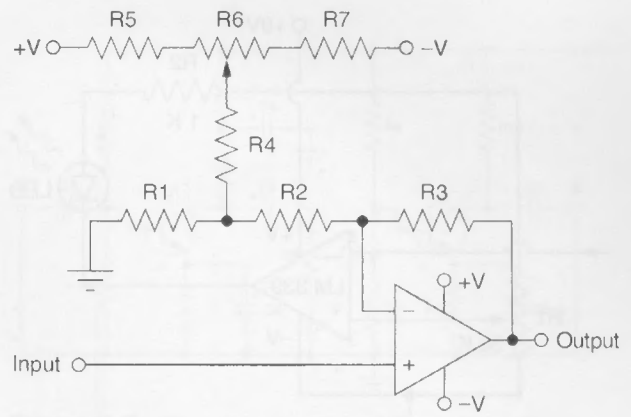 R5 R6 R7
+V -V
R4
R1 R2 R3
+V
-
+
Input Output
-V